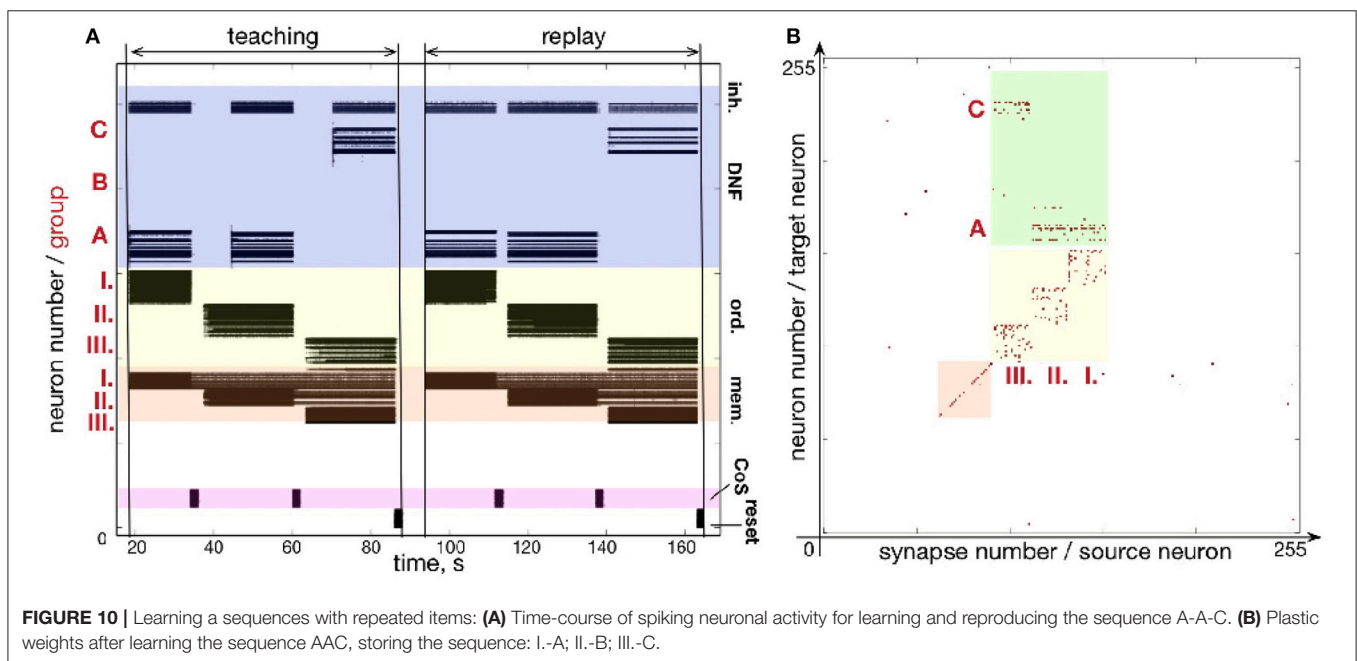 A
teaching
replay
neuron number / group
C
B
A
I.
II.
III.
I.
II.
III.
0
inh.
DNF
ord.
mem.
CoS
reset
20 40 60 80 100 120 140 160
time, s
B
255
neuron number / target neuron
C
A
III. II. I.
0
synapse number / source neuron
255
FIGURE 10 | Learning a sequences with repeated items: (A) Time-course of spiking neuronal activity for learning and reproducing the sequence A-A-C. (B) Plastic
weights after learning the sequence AAC, storing the sequence: I.-A; II.-B; III.-C.